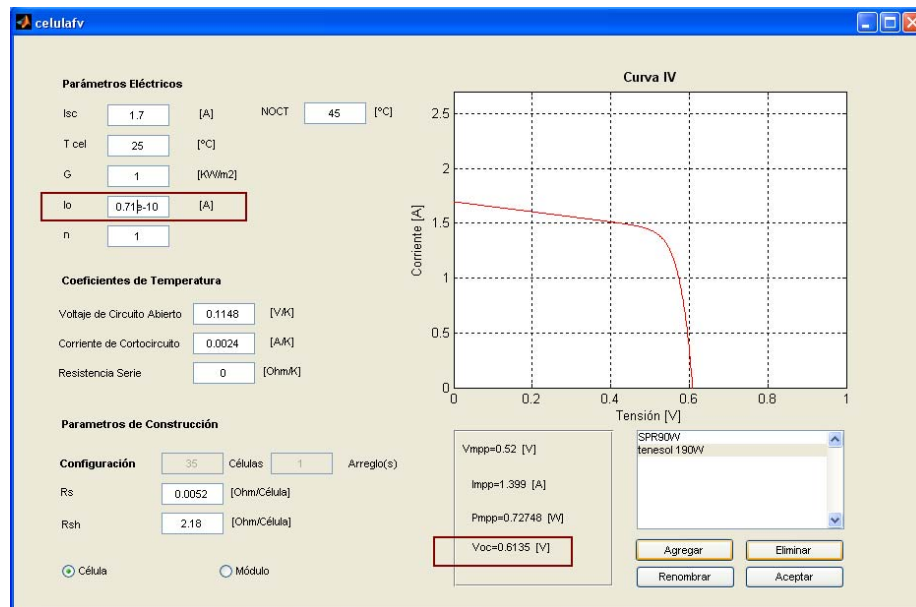 celulafv
Parámetros Eléctricos
Isc 1.7 [A] NOCT 45 [ºC]
T cel 25 [ºC]
G 1 [KW/m2]
Io 0.71e-10 [A]
n 1
Coeficientes de Temperatura
Voltaje de Circuito Abierto 0.1148 [V/K]
Corriente de Cortocircuito 0.0024 [A/K]
Resistencia Serie 0 [Ohm/K]
Parametros de Construcción
Configuración 35 Células 1 Arreglo(s)
Rs 0.0052 [Ohm/Célula]
Rsh 2.18 [Ohm/Célula]
Célula Módulo
Curva IV
Corriente [A]
2.5
2
1.5
1
0.5
0
0 0.2 0.4 0.6 0.8 1
Tensión [V]
Vmpp=0.52 [V]
Impp=1.399 [A]
Pmpp=0.72748 [W]
Voc=0.6135 [V]
SPR90W
tenesol 190W
Agregar Eliminar
Renombrar Aceptar